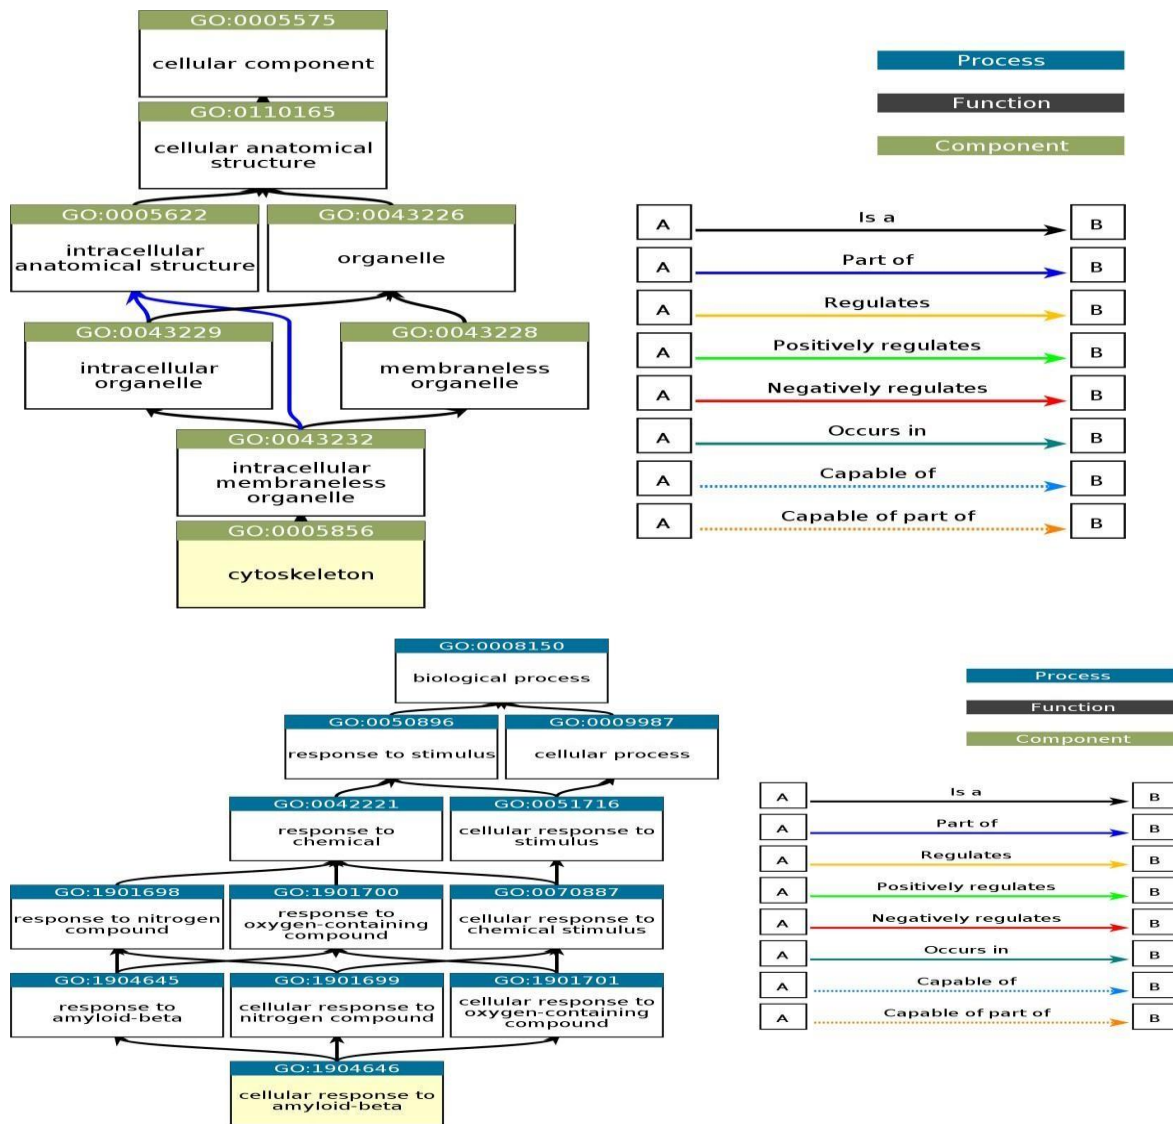 GO:0005575
cellular component
GO:0110165
cellular anatomical
structure
GO:0005622
intracellular
anatomical structure
GO:0043226
organelle
GO:0043229
intracellular
organelle
GO:0043228
membraneless
organelle
GO:0043232
intracellular
membraneless
organelle
GO:0005856
cytoskeleton
Process
Function
Component
A Is a B
A Part of B
A Regulates B
A Positively regulates B
A Negatively regulates B
A Occurs in B
A Capable of B
A Capable of part of B
GO:0008150
biological process
GO:0050896
response to stimulus
GO:0009987
cellular process
GO:0042221
response to
chemical
GO:0051716
cellular response to
stimulus
GO:1901698
response to nitrogen
compound
GO:1901700
response to
oxygen-containing
compound
GO:0070887
cellular response to
chemical stimulus
GO:1904645
response to
amyloid-beta
GO:1901699
cellular response to
nitrogen compound
GO:1901701
cellular response to
oxygen-containing
compound
GO:1904646
cellular response to
amyloid-beta
Process
Function
Component
A Is a B
A Part of B
A Regulates B
A Positively regulates B
A Negatively regulates B
A Occurs in B
A Capable of B
A Capable of part of B